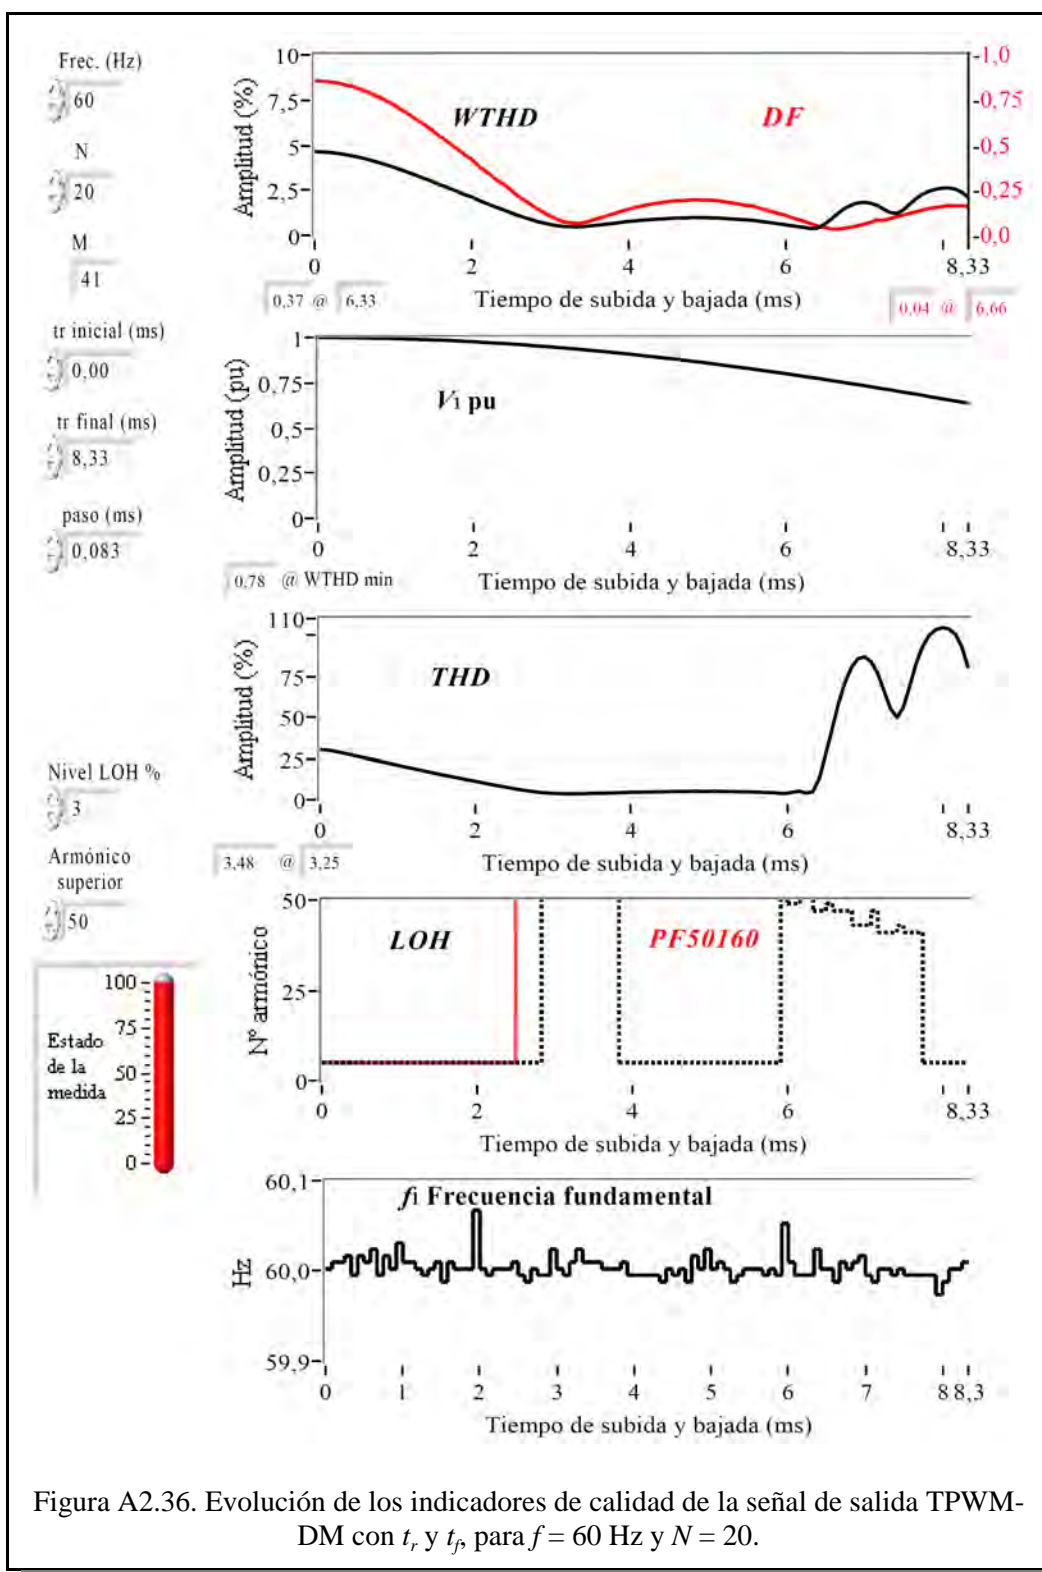 Frec. (Hz)
60
N
20
M
41
tr inicial (ms)
0,00
tr final (ms)
8,33
paso (ms)
0,083
Nivel LOH %
3
Armónico
superior
50
Estado
de la
medida
100
75
50
25
0
Amplitud (%)
10
7,5
5
2,5
0
WTHD
DF
1,0
0,75
0,5
0,25
0,0
0 2 4 6 8,33
0,37 @ 6,33
Tiempo de subida y bajada (ms)
0,04 @ 6,66
Amplitud (pu)
1
0,75
0,5
0,25
0
V1 pu
0 2 4 6 8,33
0,78 @ WTHD min
Tiempo de subida y bajada (ms)
Amplitud (%)
110
75
50
25
0
THD
0 2 4 6 8,33
3,48 @ 3,25
Tiempo de subida y bajada (ms)
Nº armónico
50
25
0
LOH
PF50160
0 2 4 6 8,33
Tiempo de subida y bajada (ms)
Hz
60,1
60,0
59,9
f1 Frecuencia fundamental
0 1 2 3 4 5 6 7 8 8,3
Tiempo de subida y bajada (ms)
Figura A2.36. Evolución de los indicadores de calidad de la señal de salida TPWM-
DM con tr y tf, para f = 60 Hz y N = 20.